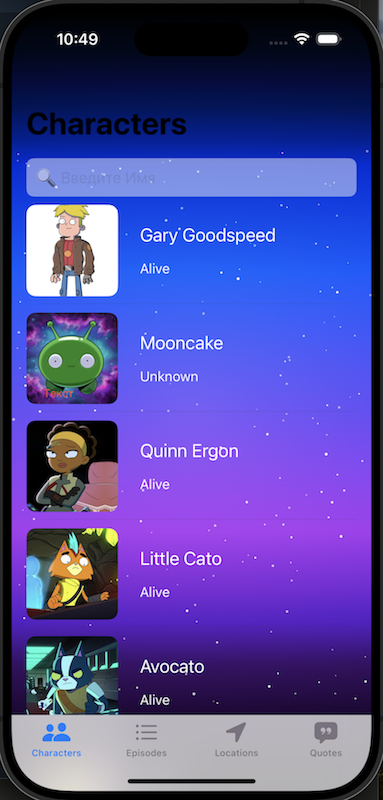 10:49
Characters
Введите Имя
Gary Goodspeed
Alive
Mooncake
Unknown
Текст
Quinn Ergon
Alive
Little Cato
Alive
Avocato
Alive
Characters
Episodes
Locations
Quotes